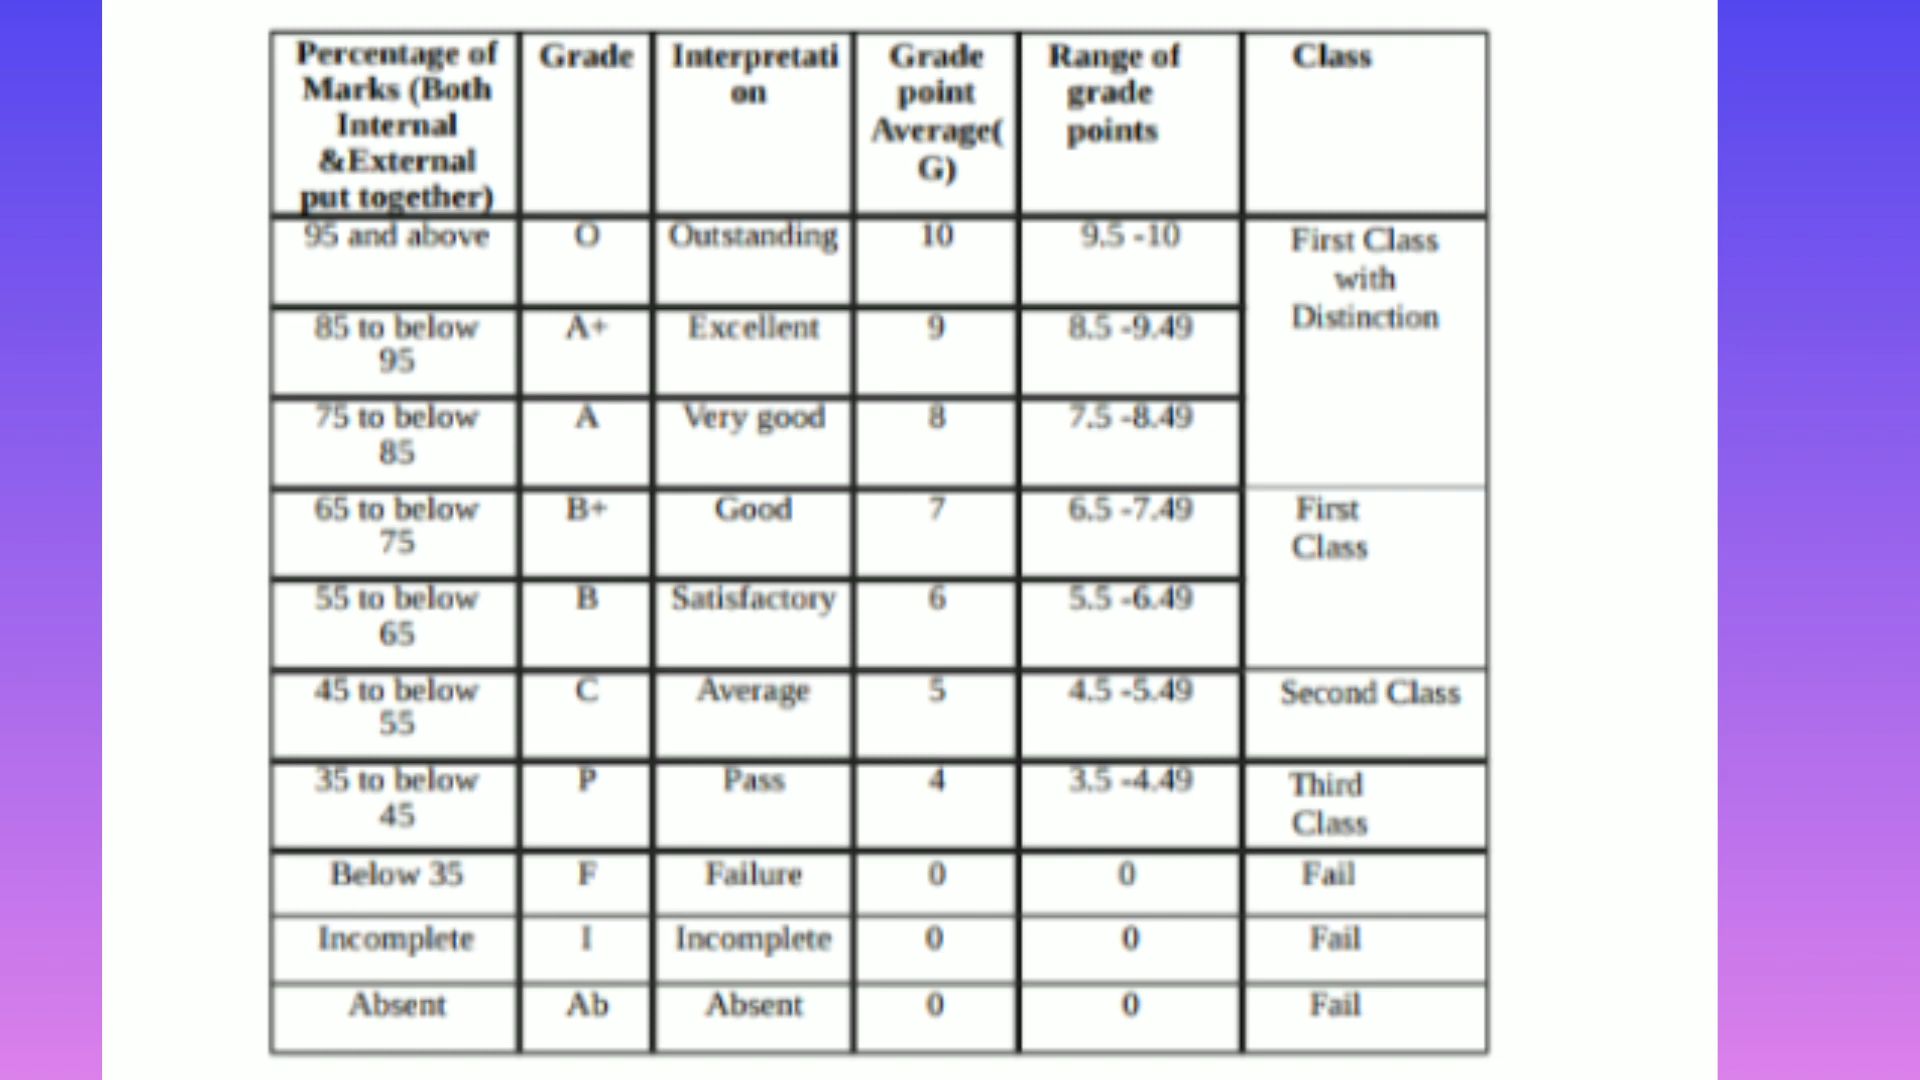 Percentage of
Marks (Both
Internal
&External
put together)
Grade
Interpretati
on
Grade
point
Average(
G)
Range of
grade
points
Class
95 and above
O
Outstanding
10
9.5 -10
First Class
with
Distinction
85 to below
95
A+
Excellent
9
8.5 -9.49
75 to below
85
A
Very good
8
7.5 -8.49
65 to below
75
B+
Good
7
6.5 -7.49
First
Class
55 to below
65
B
Satisfactory
6
5.5 -6.49
45 to below
55
C
Average
5
4.5 -5.49
Second Class
35 to below
45
P
Pass
4
3.5 -4.49
Third
Class
Below 35
F
Failure
0
0
Fail
Incomplete
I
Incomplete
0
0
Fail
Absent
Ab
Absent
0
0
Fail